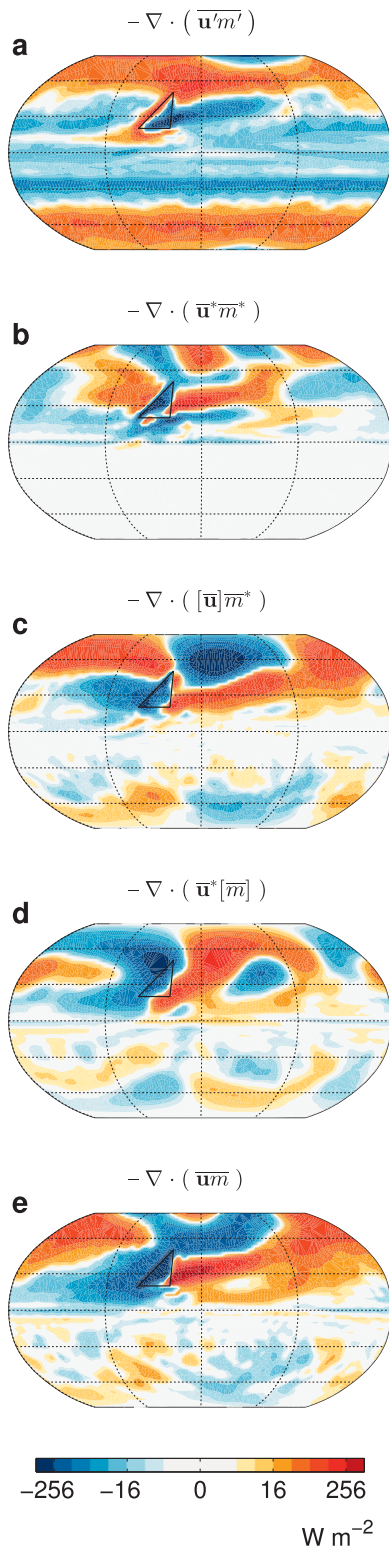 − ∇ · ( u′m′ )
a
− ∇ · ( u*m* )
b
− ∇ · ( [u]m* )
c
− ∇ · ( u*[m] )
d
− ∇ · ( um )
e
−256 −16 0 16 256
W m−2